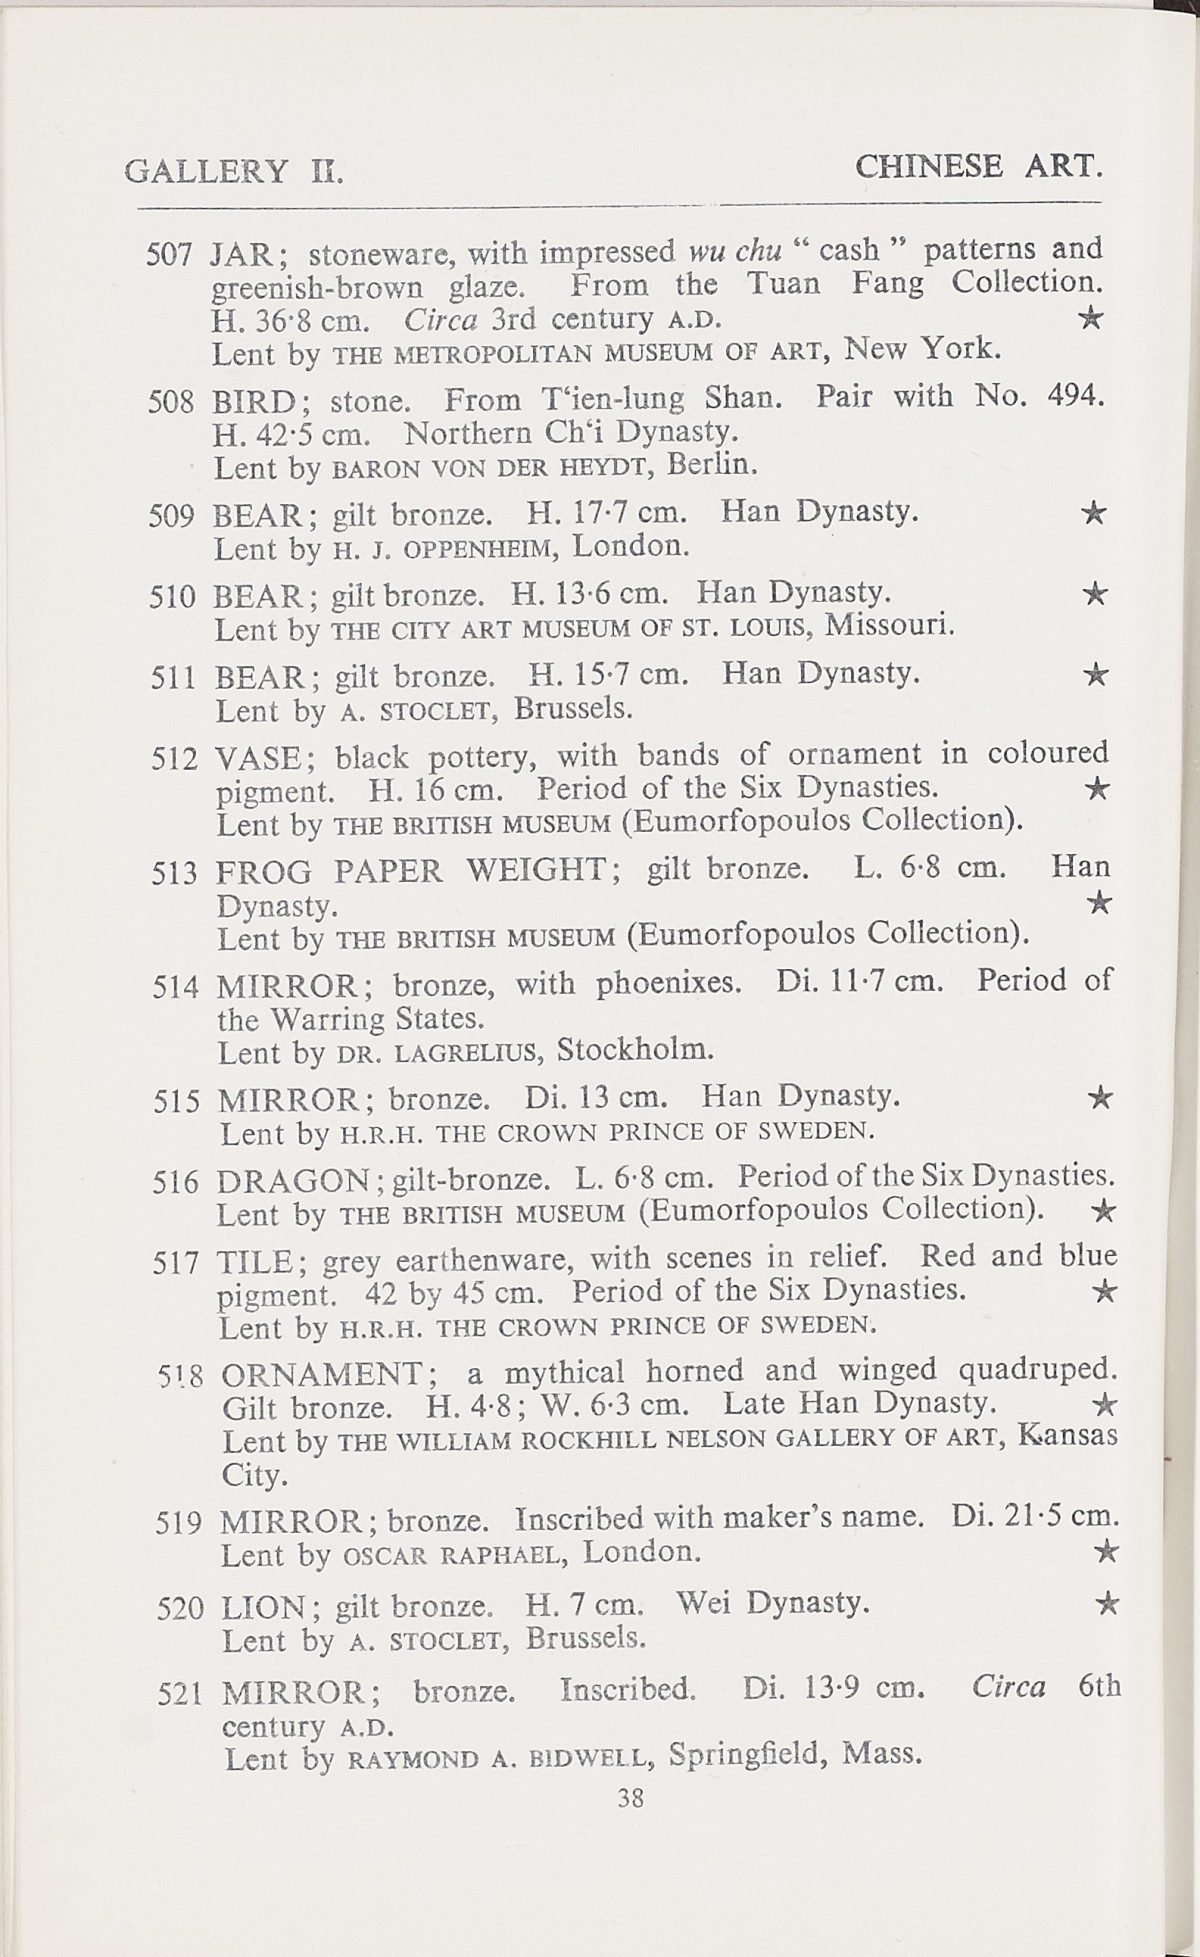 GALLERY II. CHINESE ART.
507 JAR; stoneware, with impressed wu chu “ cash ” patterns and
greenish-brown glaze. From the Tuan Fang Collection.
H. 36·8 cm. Circa 3rd century A.D. ★
Lent by THE METROPOLITAN MUSEUM OF ART, New York.
508 BIRD; stone. From T‘ien-lung Shan. Pair with No. 494.
H. 42·5 cm. Northern Ch‘i Dynasty.
Lent by BARON VON DER HEYDT, Berlin.
509 BEAR; gilt bronze. H. 17·7 cm. Han Dynasty. ★
Lent by H. J. OPPENHEIM, London.
510 BEAR; gilt bronze. H. 13·6 cm. Han Dynasty. ★
Lent by THE CITY ART MUSEUM OF ST. LOUIS, Missouri.
511 BEAR; gilt bronze. H. 15·7 cm. Han Dynasty. ★
Lent by A. STOCLET, Brussels.
512 VASE; black pottery, with bands of ornament in coloured
pigment. H. 16 cm. Period of the Six Dynasties. ★
Lent by THE BRITISH MUSEUM (Eumorfopoulos Collection).
513 FROG PAPER WEIGHT; gilt bronze. L. 6·8 cm. Han
Dynasty. ★
Lent by THE BRITISH MUSEUM (Eumorfopoulos Collection).
514 MIRROR; bronze, with phoenixes. Di. 11·7 cm. Period of
the Warring States.
Lent by DR. LAGRELIUS, Stockholm.
515 MIRROR; bronze. Di. 13 cm. Han Dynasty. ★
Lent by H.R.H. THE CROWN PRINCE OF SWEDEN.
516 DRAGON; gilt-bronze. L. 6·8 cm. Period of the Six Dynasties.
Lent by THE BRITISH MUSEUM (Eumorfopoulos Collection). ★
517 TILE; grey earthenware, with scenes in relief. Red and blue
pigment. 42 by 45 cm. Period of the Six Dynasties. ★
Lent by H.R.H. THE CROWN PRINCE OF SWEDEN.
518 ORNAMENT; a mythical horned and winged quadruped.
Gilt bronze. H. 4·8; W. 6·3 cm. Late Han Dynasty. ★
Lent by THE WILLIAM ROCKHILL NELSON GALLERY OF ART, Kansas
City.
519 MIRROR; bronze. Inscribed with maker’s name. Di. 21·5 cm.
Lent by OSCAR RAPHAEL, London. ★
520 LION; gilt bronze. H. 7 cm. Wei Dynasty. ★
Lent by A. STOCLET, Brussels.
521 MIRROR; bronze. Inscribed. Di. 13·9 cm. Circa 6th
century A.D.
Lent by RAYMOND A. BIDWELL, Springfield, Mass.
38